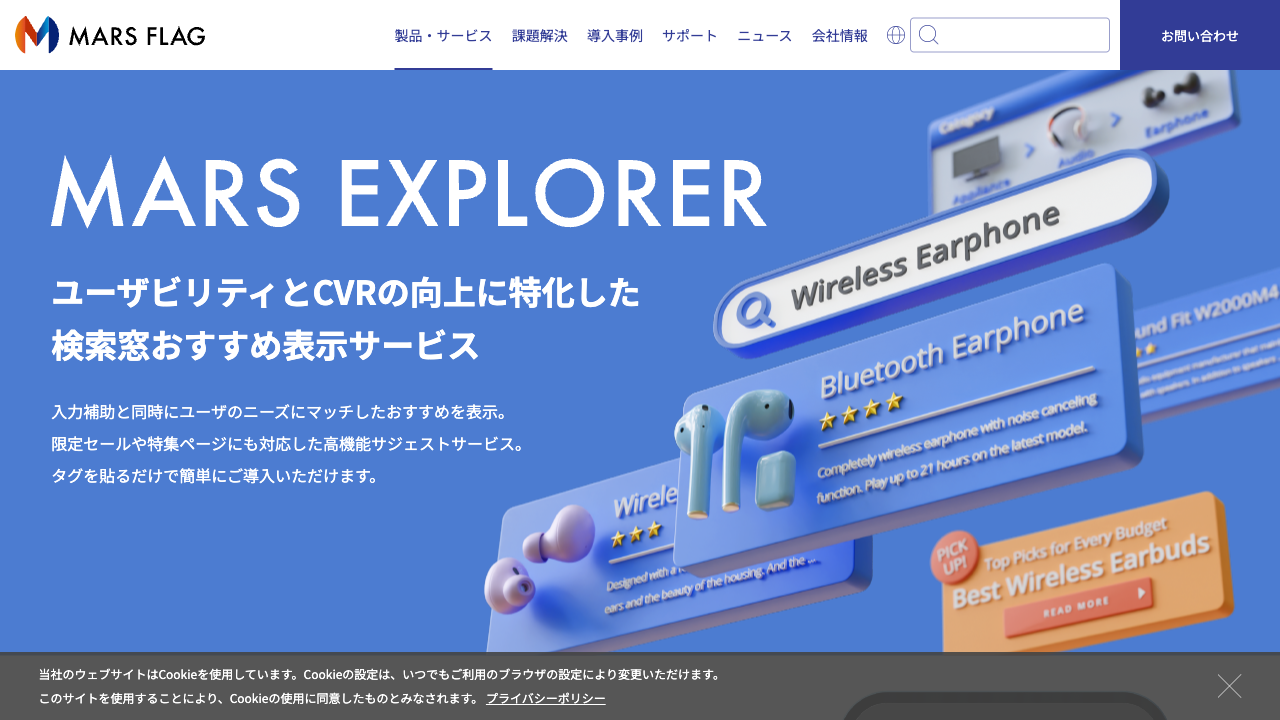 MARS FLAG
製品・サービス
課題解決
導入事例
サポート
ニュース
会社情報
お問い合わせ
MARS EXPLORER
ユーザビリティとCVRの向上に特化した
検索窓おすすめ表示サービス
入力補助と同時にユーザのニーズにマッチしたおすすめを表示。
限定セールや特集ページにも対応した高機能サジェストサービス。
タグを貼るだけで簡単にご導入いただけます。
Category
Appliance
Audio
Earphone
Wireless Earphone
Bluetooth Earphone
Completely wireless earphone with noise canceling
function. Play up to 21 hours on the latest model.
und Fit W2000M4
Wirele
Designed with a
ears and the beauty of the housing. And the ...
PICK
UP!
Top Picks for Every Budget
Best Wireless Earbuds
READ MORE
当社のウェブサイトはCookieを使用しています。Cookieの設定は、いつでもご利用のブラウザの設定により変更いただけます。
このサイトを使用することにより、Cookieの使用に同意したものとみなされます。 プライバシーポリシー